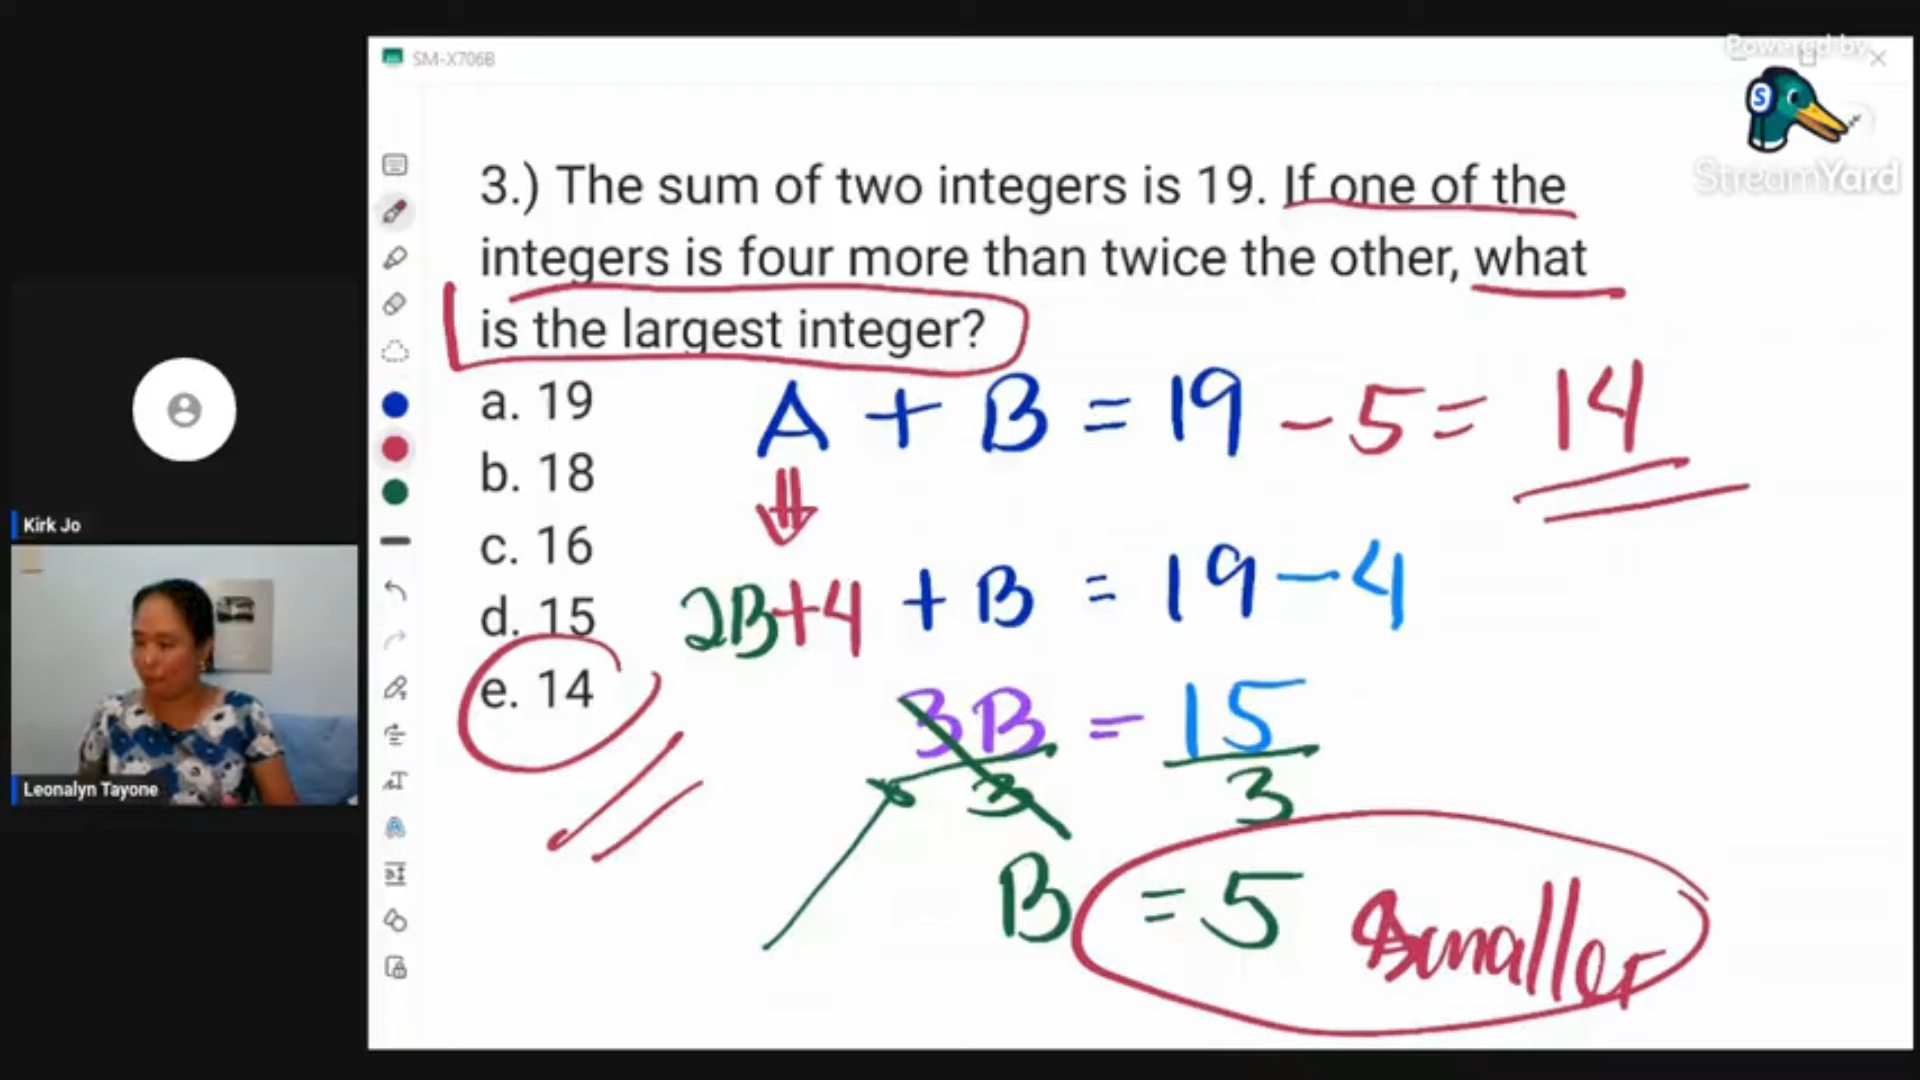 SM-X706B
Powered by
StreamYard
3.) The sum of two integers is 19. If one of the
integers is four more than twice the other, what
is the largest integer?
a. 19
b. 18
c. 16
d. 15
e. 14
A + B = 19 - 5 = 14
2B+4 + B = 19 - 4
3B = 15
3 3
B = 5 smaller
Kirk Jo
Leonalyn Tayone